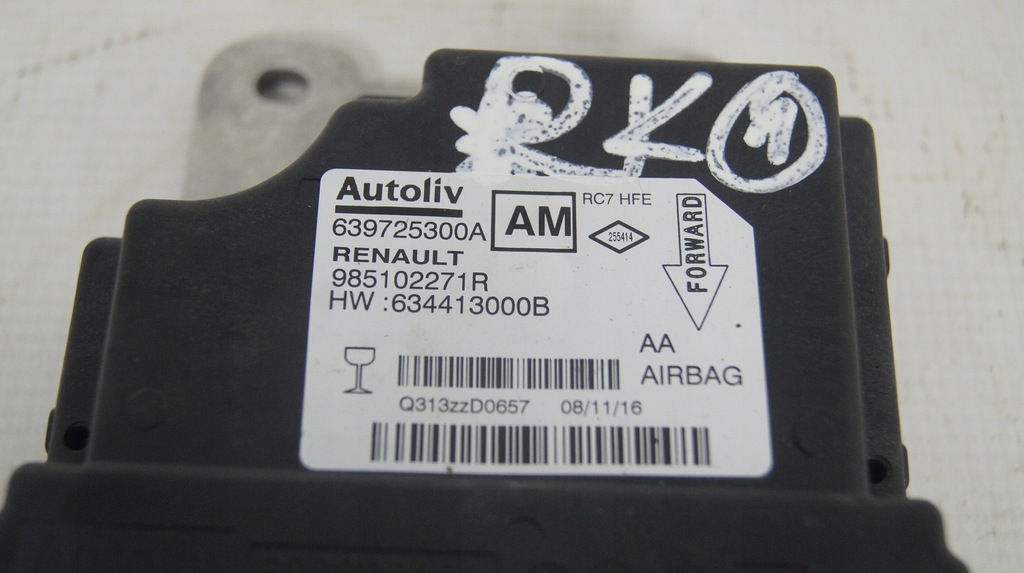 RKO
Autoliv
639725300A
AM
RC7 HFE
255414
FORWARD
RENAULT
985102271R
HW :634413000B
AA
AIRBAG
Q313zzD0657 08/11/16